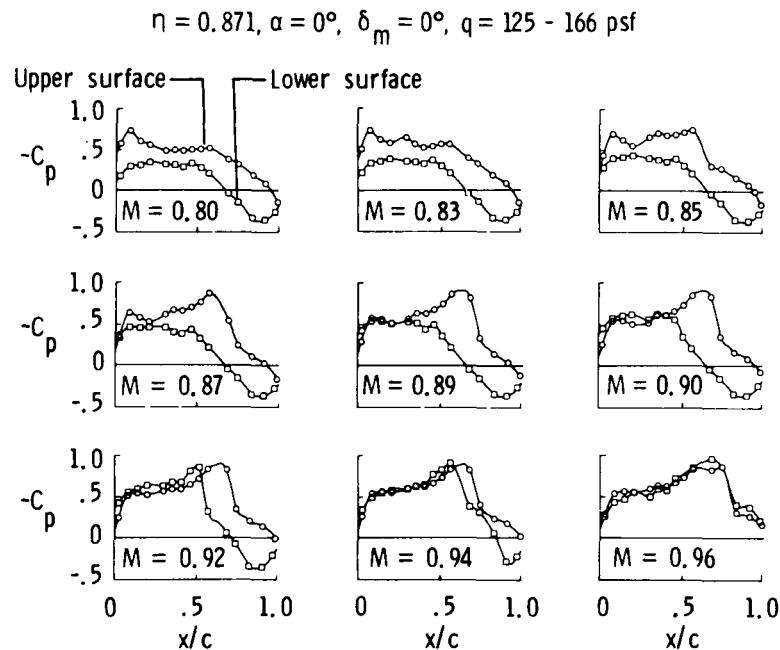 η = 0.871, α = 0°, δm = 0°, q = 125 - 166 psf
Upper surface
Lower surface
1.0
.5
0
-.5
-Cp
M = 0.80
M = 0.83
M = 0.85
1.0
.5
0
-.5
-Cp
M = 0.87
M = 0.89
M = 0.90
1.0
.5
0
-.5
-Cp
M = 0.92
M = 0.94
M = 0.96
0 .5 1.0
0 .5 1.0
0 .5 1.0
x/c
x/c
x/c